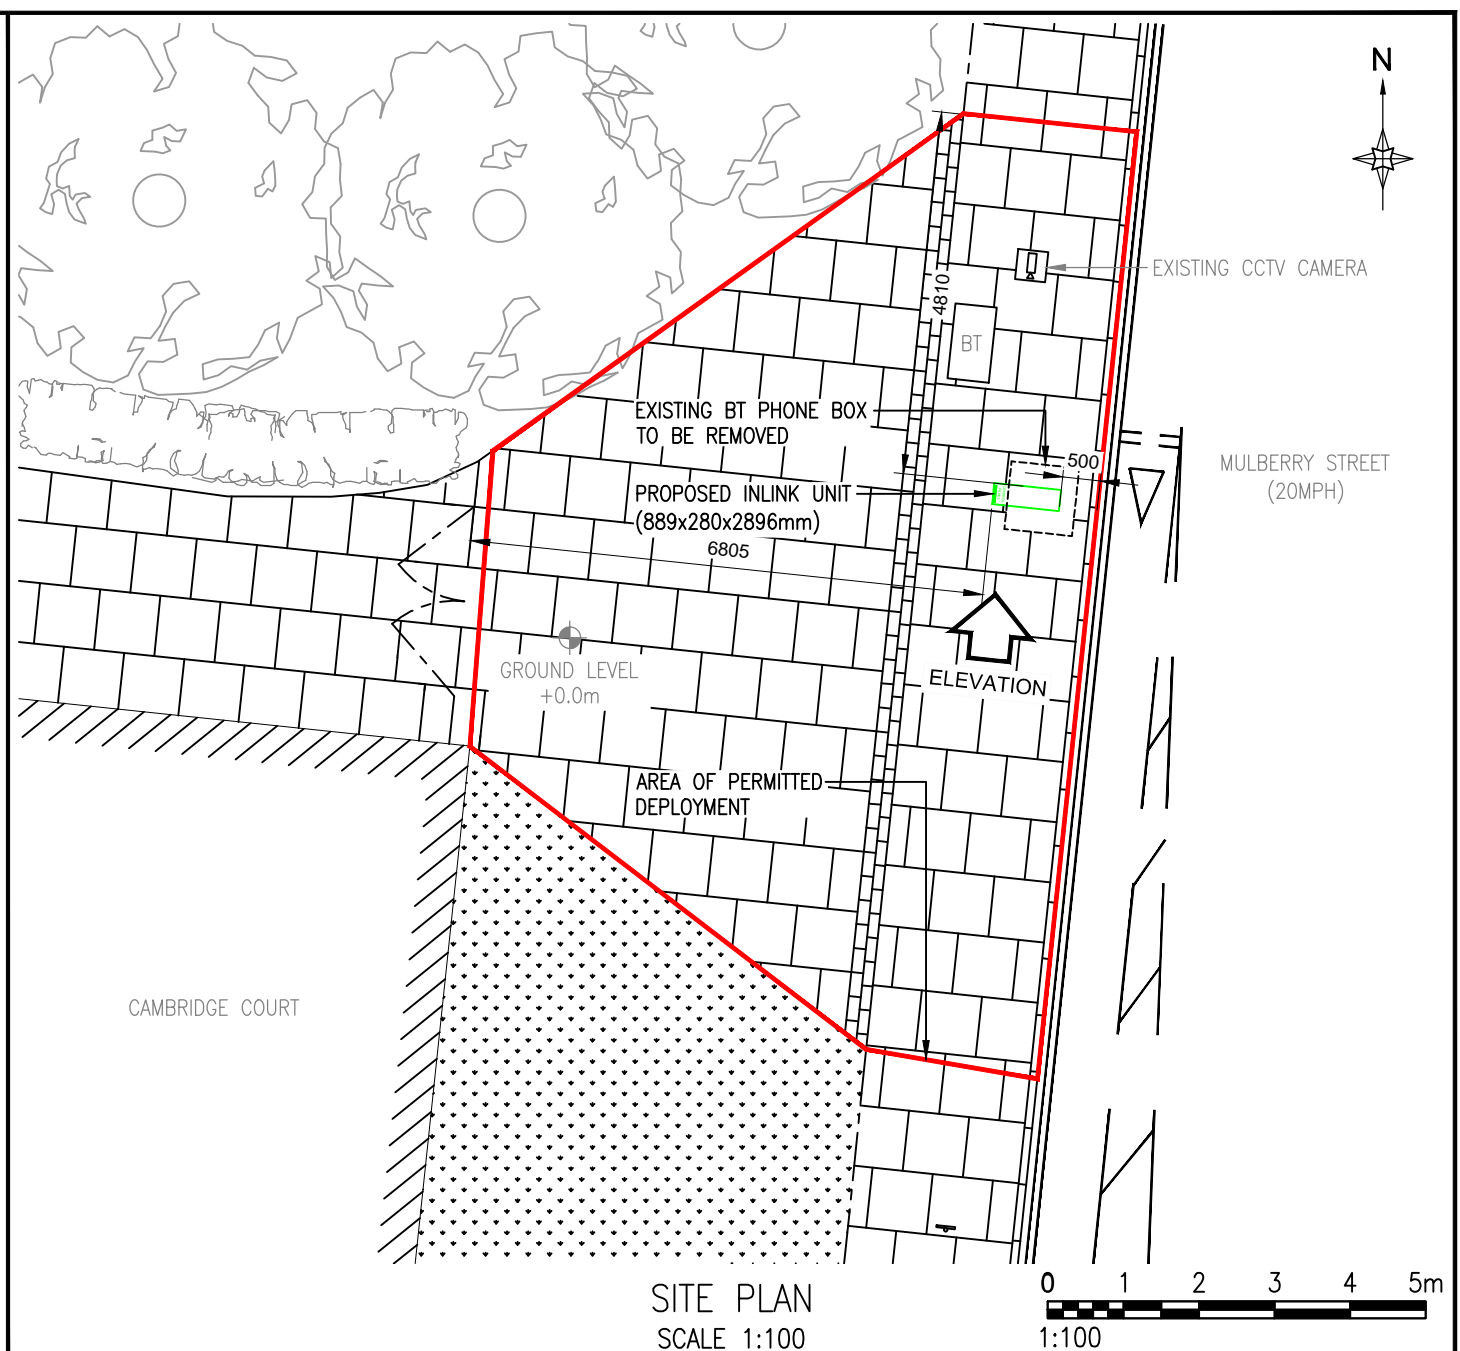 N
EXISTING CCTV CAMERA
4810
BT
EXISTING BT PHONE BOX
TO BE REMOVED
500
MULBERRY STREET
(20MPH)
PROPOSED INLINK UNIT
(889x280x2896mm)
6805
GROUND LEVEL
+0.0m
ELEVATION
AREA OF PERMITTED
DEPLOYMENT
CAMBRIDGE COURT
SITE PLAN
SCALE 1:100
0 1 2 3 4 5m
1:100